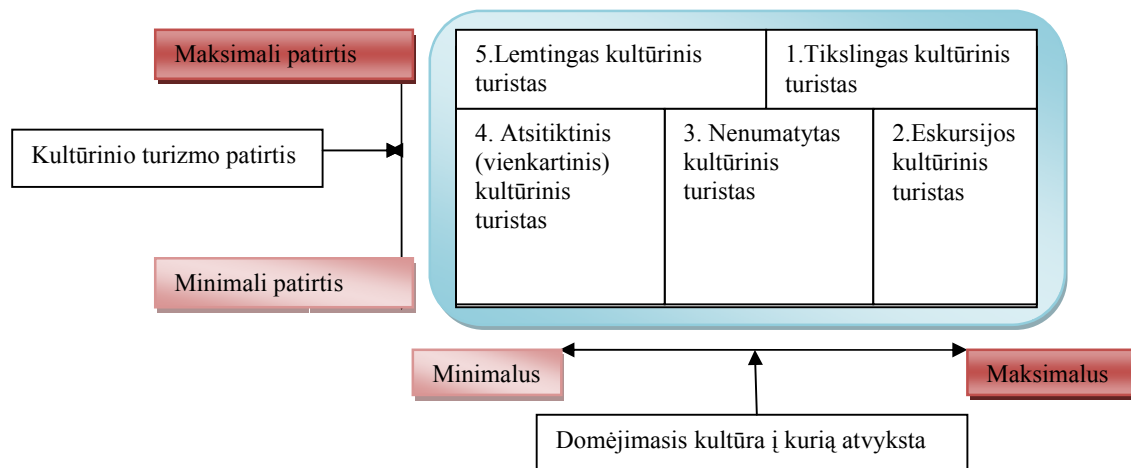 Maksimali patirtis
5.Lemtingas kultūrinis
turistas
1.Tikslingas kultūrinis
turistas
Kultūrinio turizmo patirtis
4. Atsitiktinis
(vienkartinis)
kultūrinis
turistas
3. Nenumatytas
kultūrinis
turistas
2.Eskursijos
kultūrinis
turistas
Minimali patirtis
Minimalus
Maksimalus
Domėjimasis kultūra į kurią atvyksta